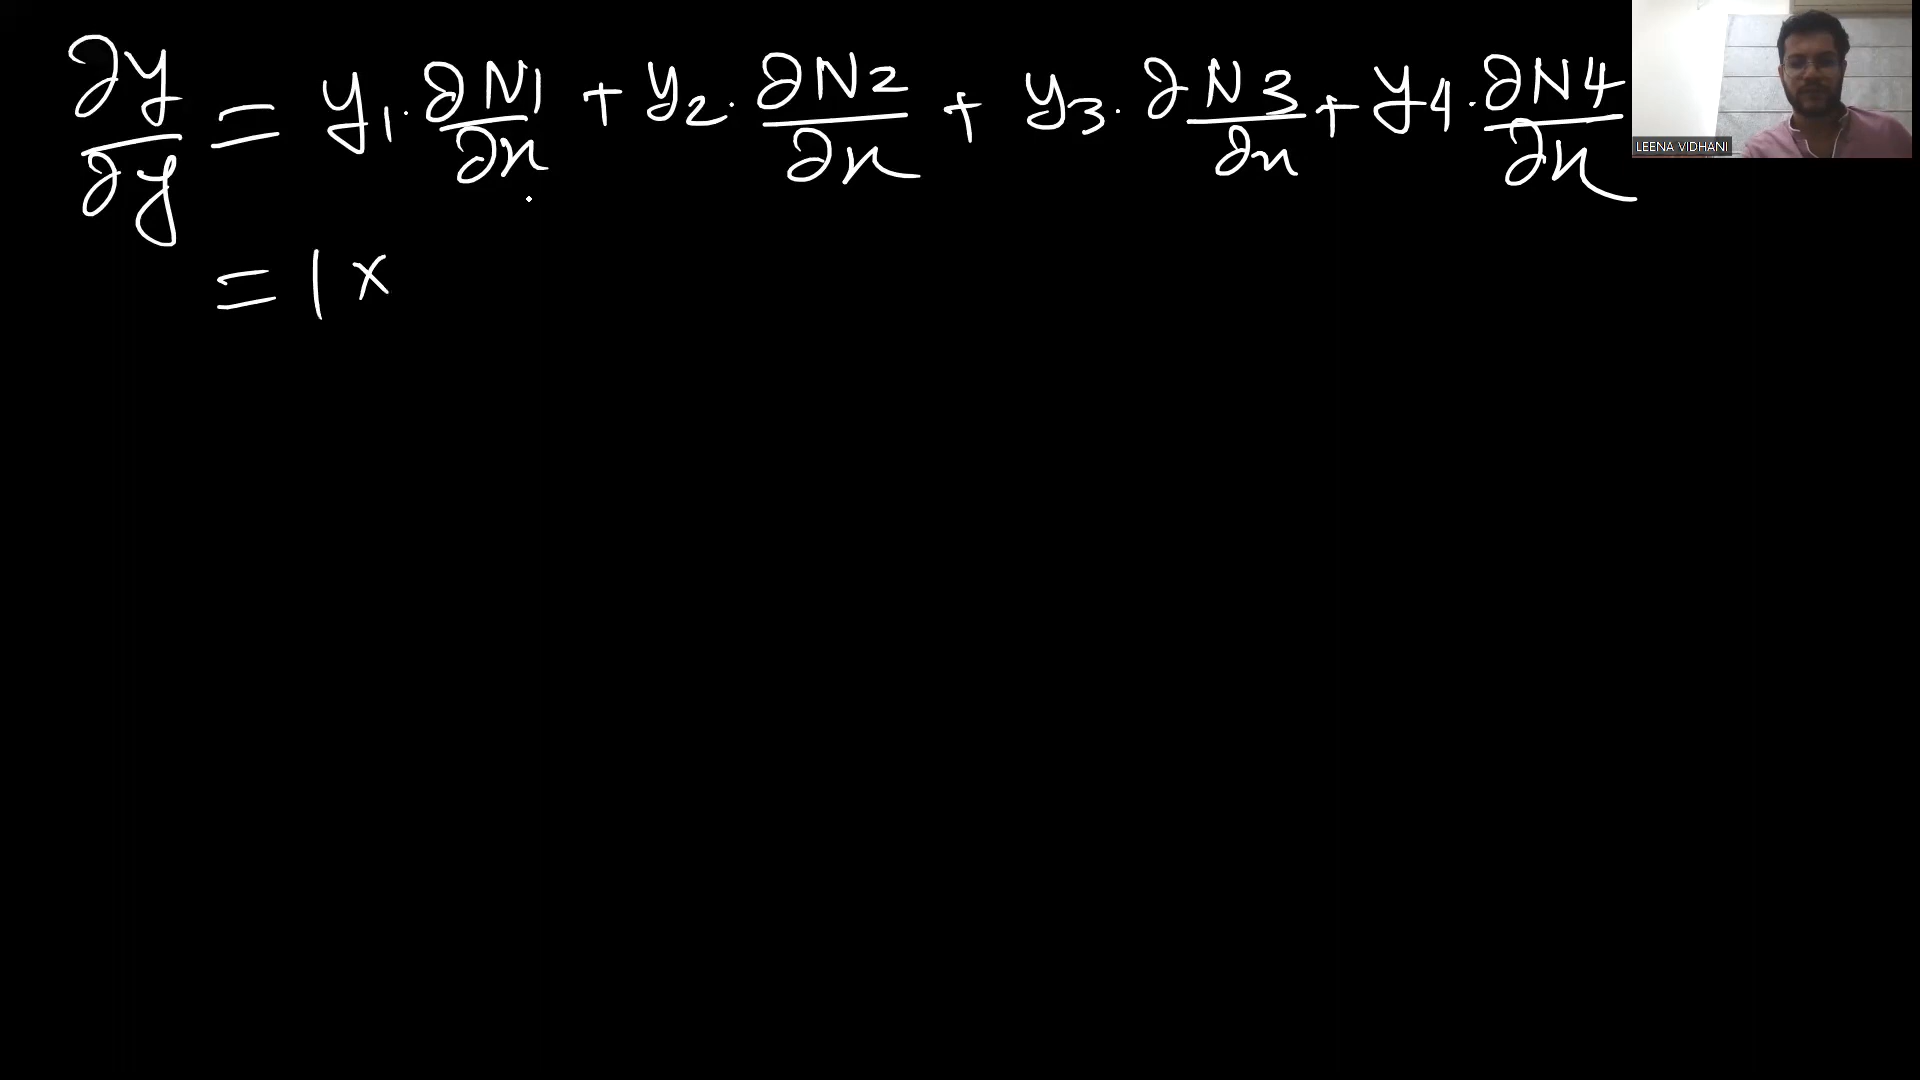 ∂y/∂y = y1 · ∂N1/∂x + y2 · ∂N2/∂x + y3 · ∂N3/∂x + y4 · ∂N4/∂x
= 1 x
LEENA VIDHANI